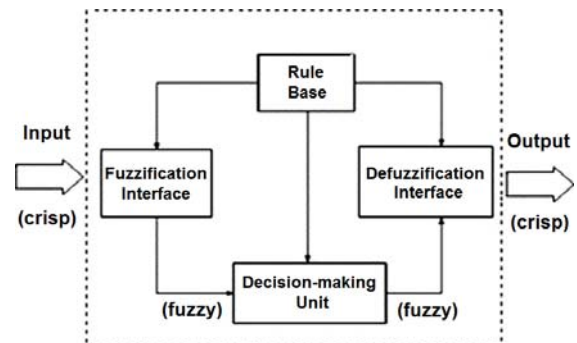 Rule
Base
Input
(crisp)
Fuzzification
Interface
Defuzzification
Interface
Output
(crisp)
Decision-making
Unit
(fuzzy)
(fuzzy)